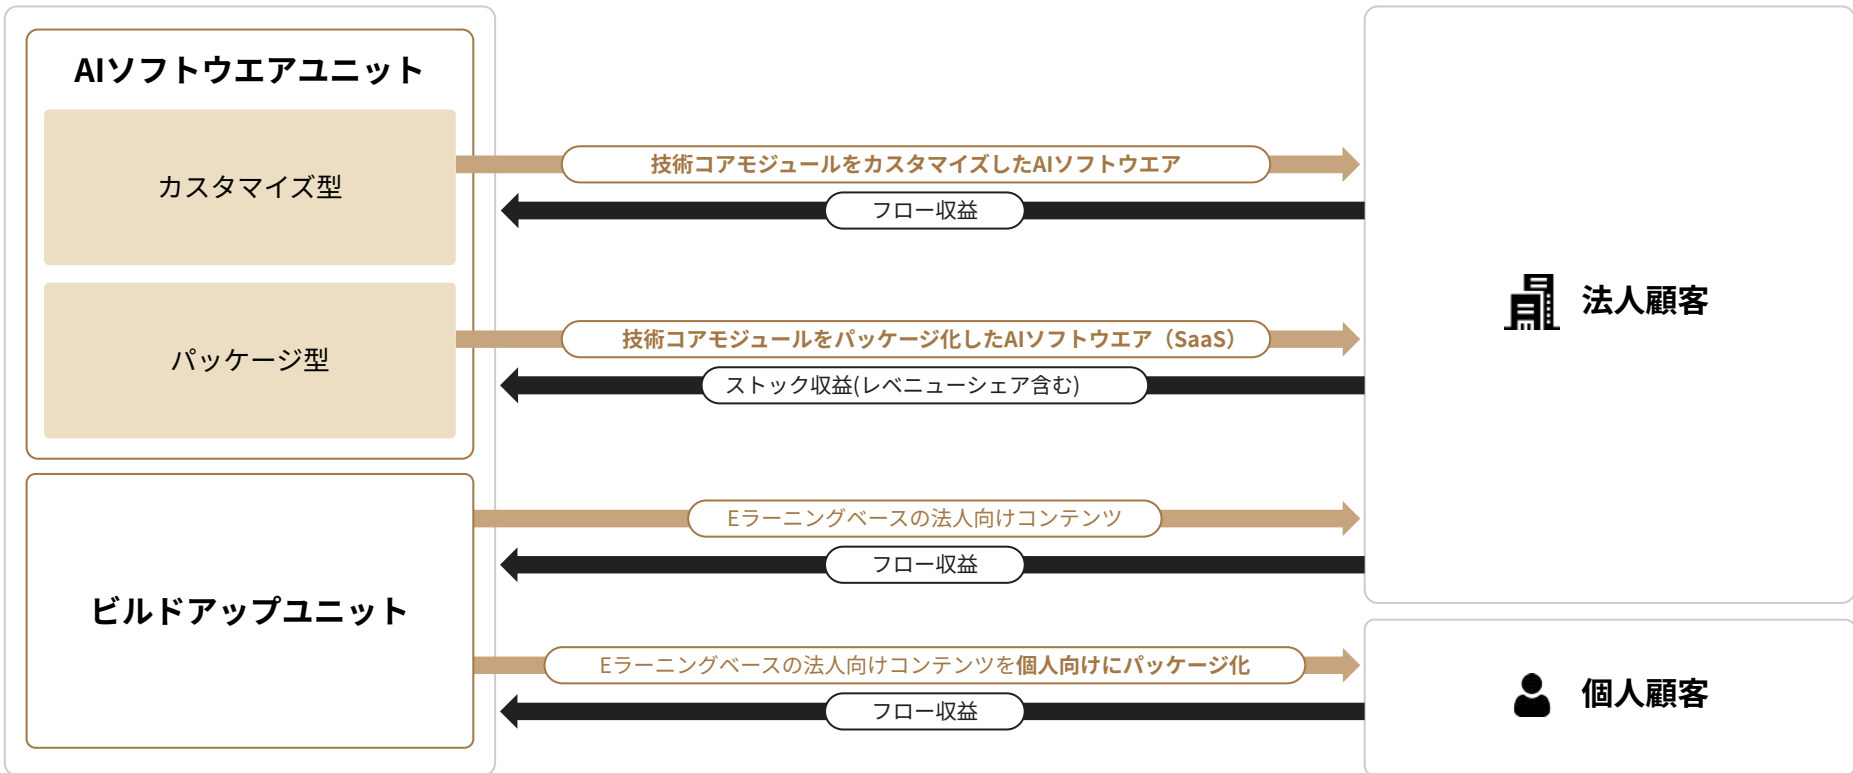 AIソフトウエアユニット
カスタマイズ型
技術コアモジュールをカスタマイズしたAIソフトウエア
フロー収益
パッケージ型
技術コアモジュールをパッケージ化したAIソフトウエア（SaaS）
ストック収益(レベニューシェア含む)
法人顧客
ビルドアップユニット
Eラーニングベースの法人向けコンテンツ
フロー収益
Eラーニングベースの法人向けコンテンツを個人向けにパッケージ化
フロー収益
個人顧客